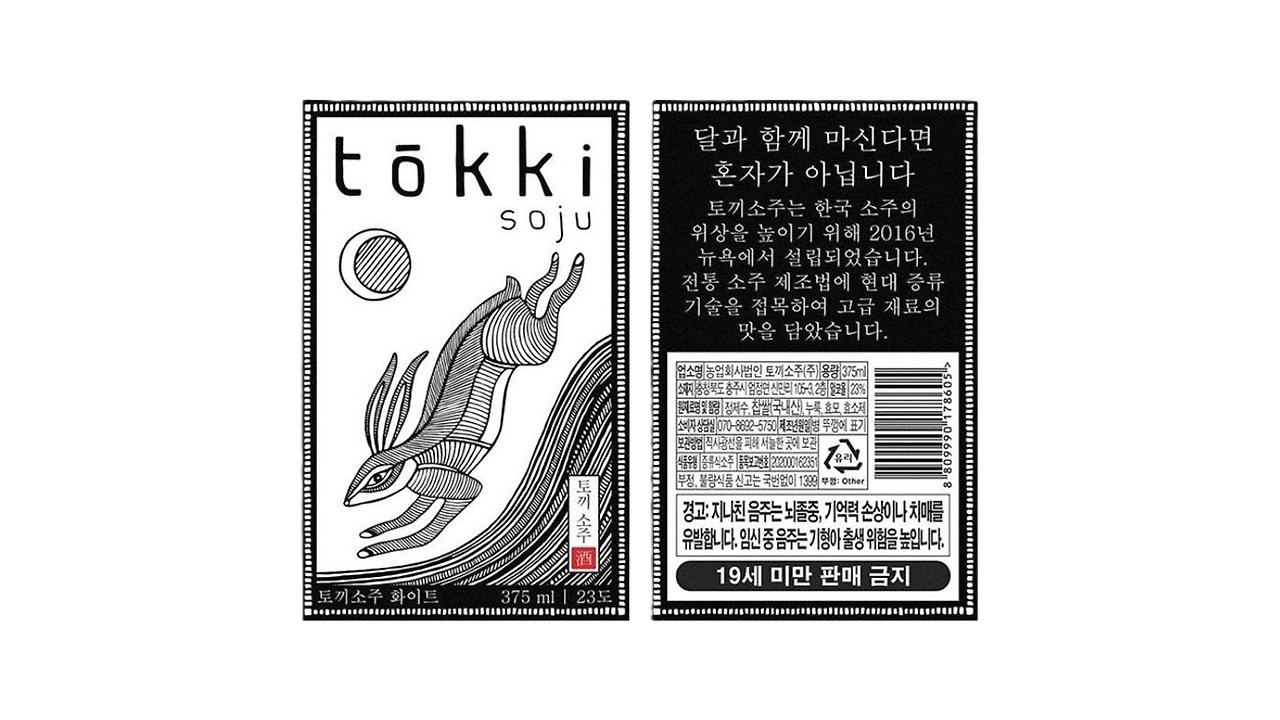 tōkki
soju
토끼 소주
酒
토끼소주 화이트
375 ml | 23도
달과 함께 마신다면
혼자가 아닙니다
토끼소주는 한국 소주의
위상을 높이기 위해 2016년
뉴욕에서 설립되었습니다.
전통 소주 제조법에 현대 증류
기술을 접목하여 고급 재료의
맛을 담았습니다.
업소명 농업회사법인 토끼소주(주) 용량 375ml
소재지 충청북도 충주시 엄정면 신만리 105-3, 2층 알코올 23%
원재료명 및 함량 정제수, 찹쌀(국내산), 누룩, 효모, 효소제
소비자 상담실 070-8692-5750 제조년월일 병 뚜껑에 표기
보관방법 직사광선을 피해 서늘한 곳에 보관
식품유형 증류식소주 품목보고번호 202000162351
부정, 불량식품 신고는 국번없이 1399
유리
뚜껑: Other
8 809990 178605 >
경고: 지나친 음주는 뇌졸중, 기억력 손상이나 치매를
유발합니다. 임신 중 음주는 기형아 출생 위험을 높입니다.
19세 미만 판매 금지